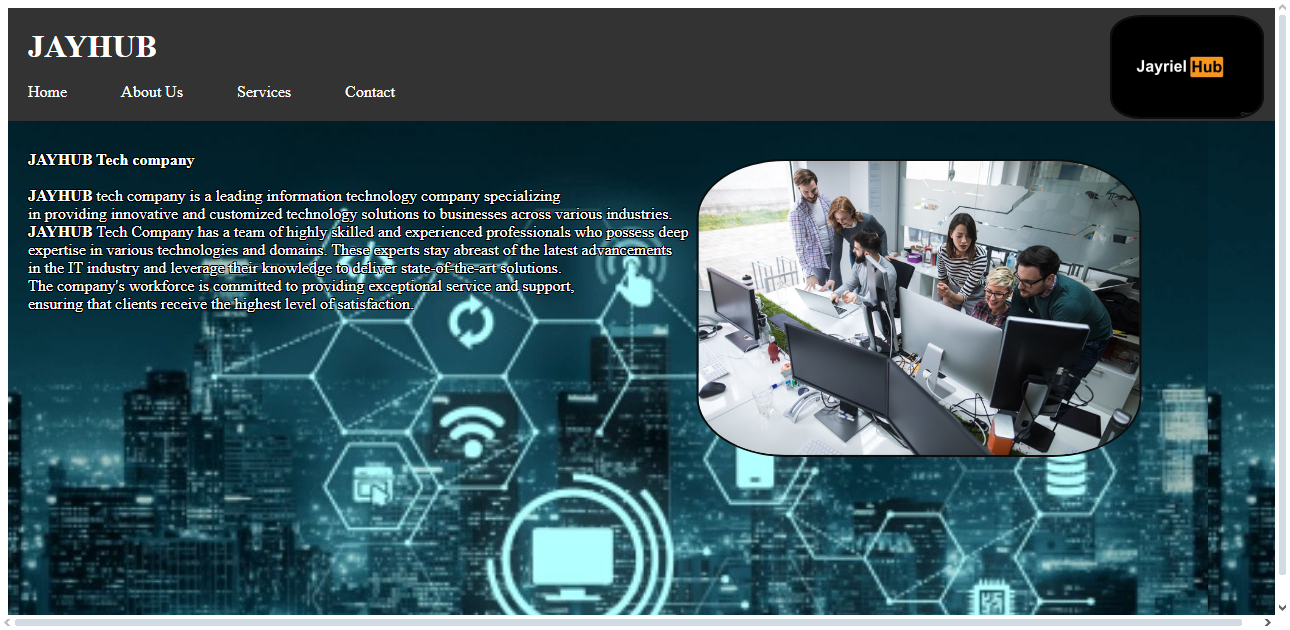 JAYHUB
Jayriel Hub
Home About Us Services Contact
JAYHUB Tech company
JAYHUB tech company is a leading information technology company specializing
in providing innovative and customized technology solutions to businesses across various industries.
JAYHUB Tech Company has a team of highly skilled and experienced professionals who possess deep
expertise in various technologies and domains. These experts stay abreast of the latest advancements
in the IT industry and leverage their knowledge to deliver state-of-the-art solutions.
The company's workforce is committed to providing exceptional service and support,
ensuring that clients receive the highest level of satisfaction.